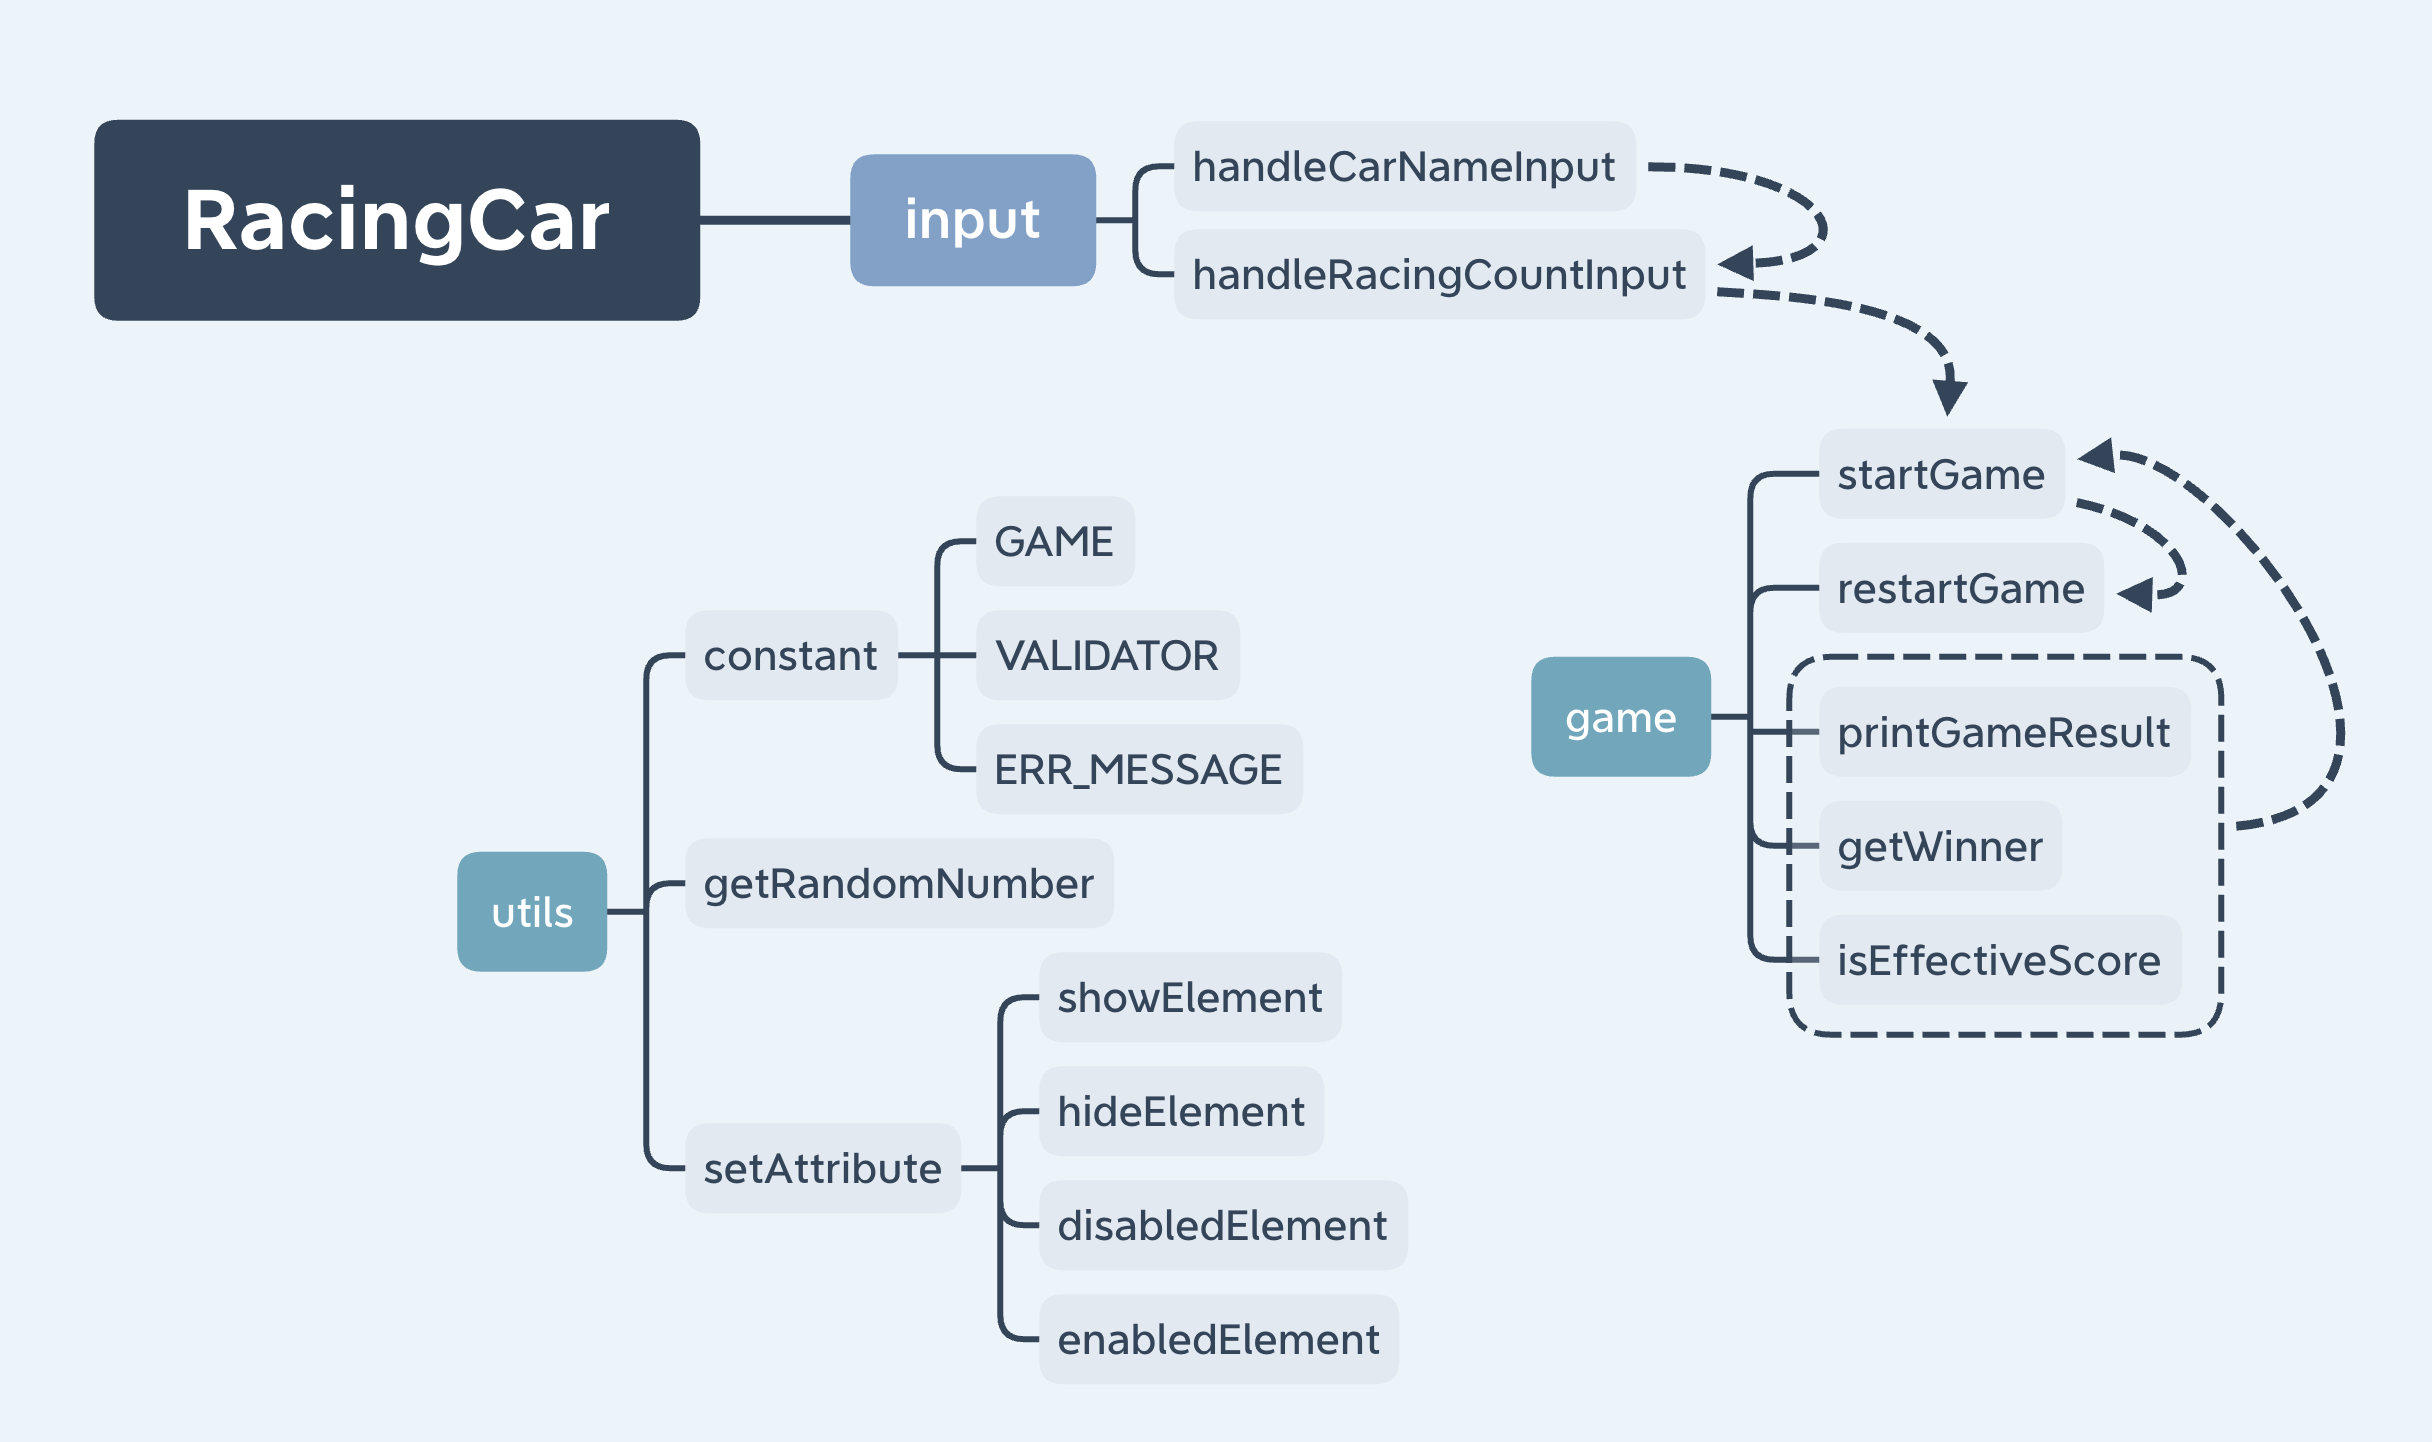 RacingCar
input
handleCarNameInput
handleRacingCountInput
game
startGame
restartGame
printGameResult
getWinner
isEffectiveScore
utils
constant
GAME
VALIDATOR
ERR_MESSAGE
getRandomNumber
setAttribute
showElement
hideElement
disabledElement
enabledElement